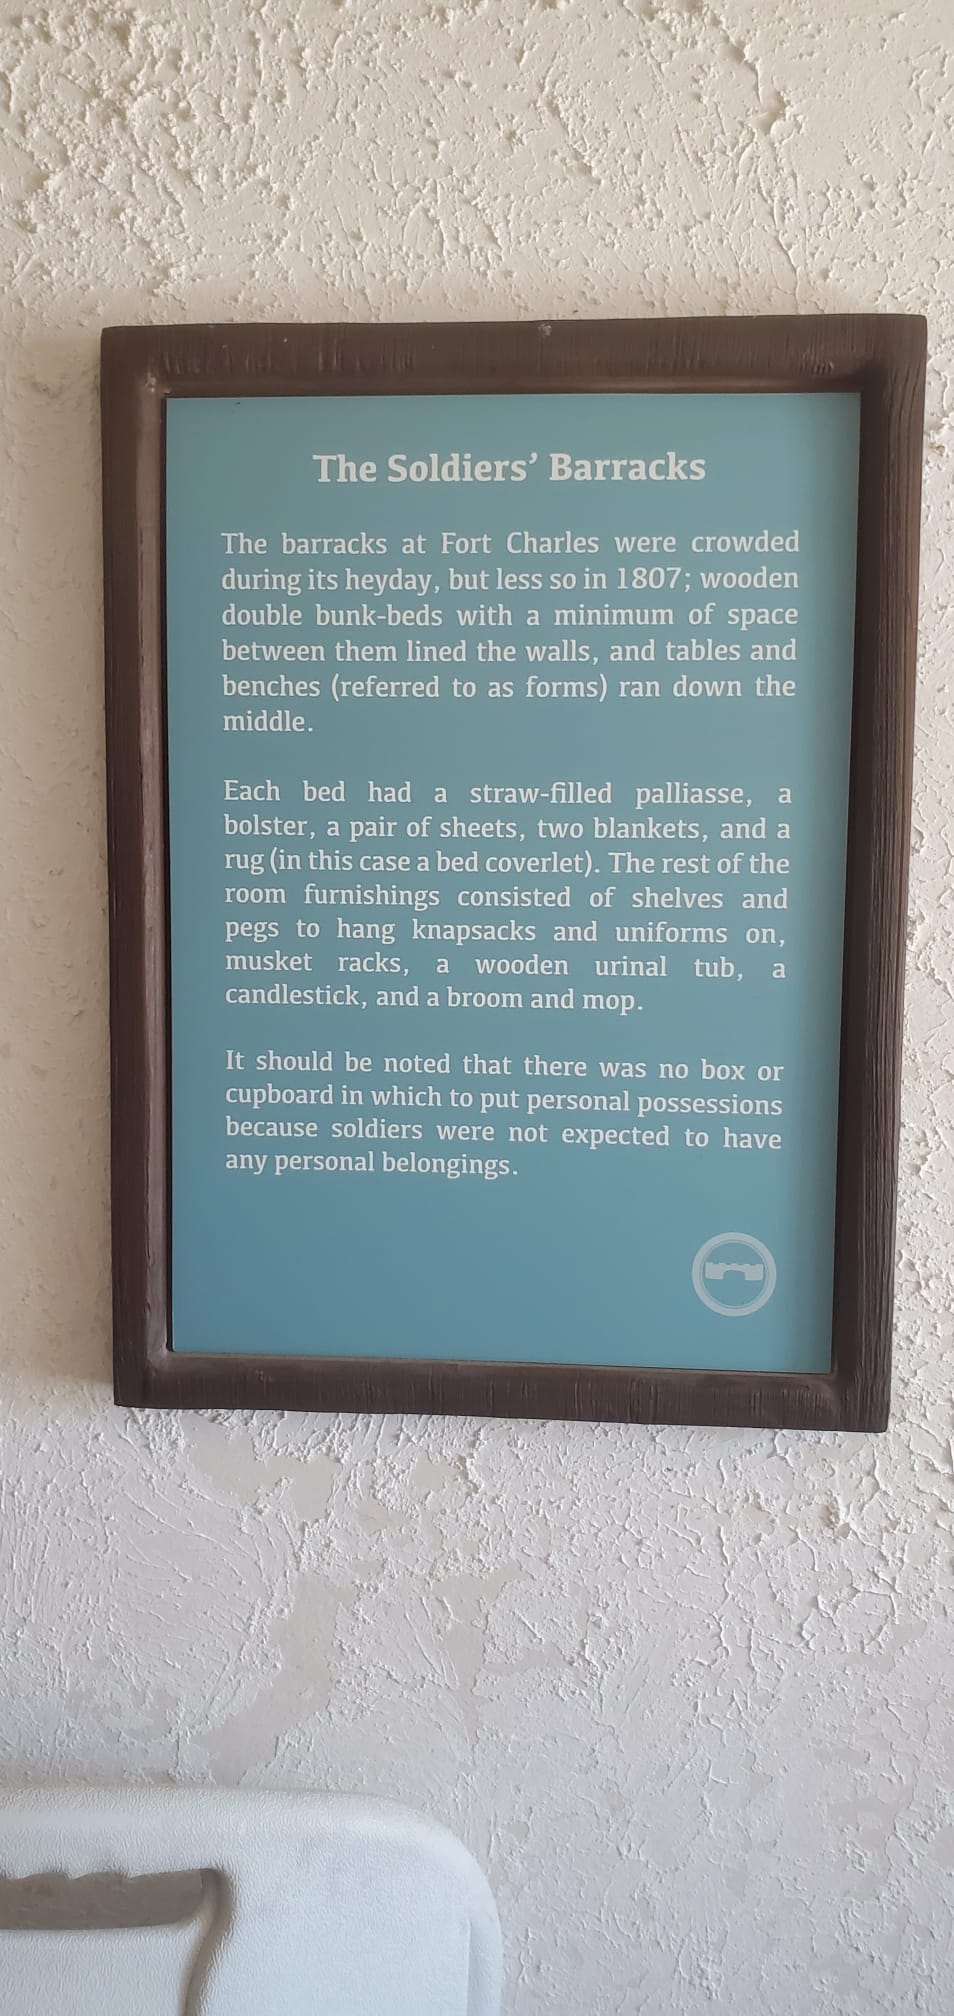 The Soldiers’ Barracks
The barracks at Fort Charles were crowded
during its heyday, but less so in 1807; wooden
double bunk-beds with a minimum of space
between them lined the walls, and tables and
benches (referred to as forms) ran down the
middle.
Each bed had a straw-filled palliasse, a
bolster, a pair of sheets, two blankets, and a
rug (in this case a bed coverlet). The rest of the
room furnishings consisted of shelves and
pegs to hang knapsacks and uniforms on,
musket racks, a wooden urinal tub, a
candlestick, and a broom and mop.
It should be noted that there was no box or
cupboard in which to put personal possessions
because soldiers were not expected to have
any personal belongings.